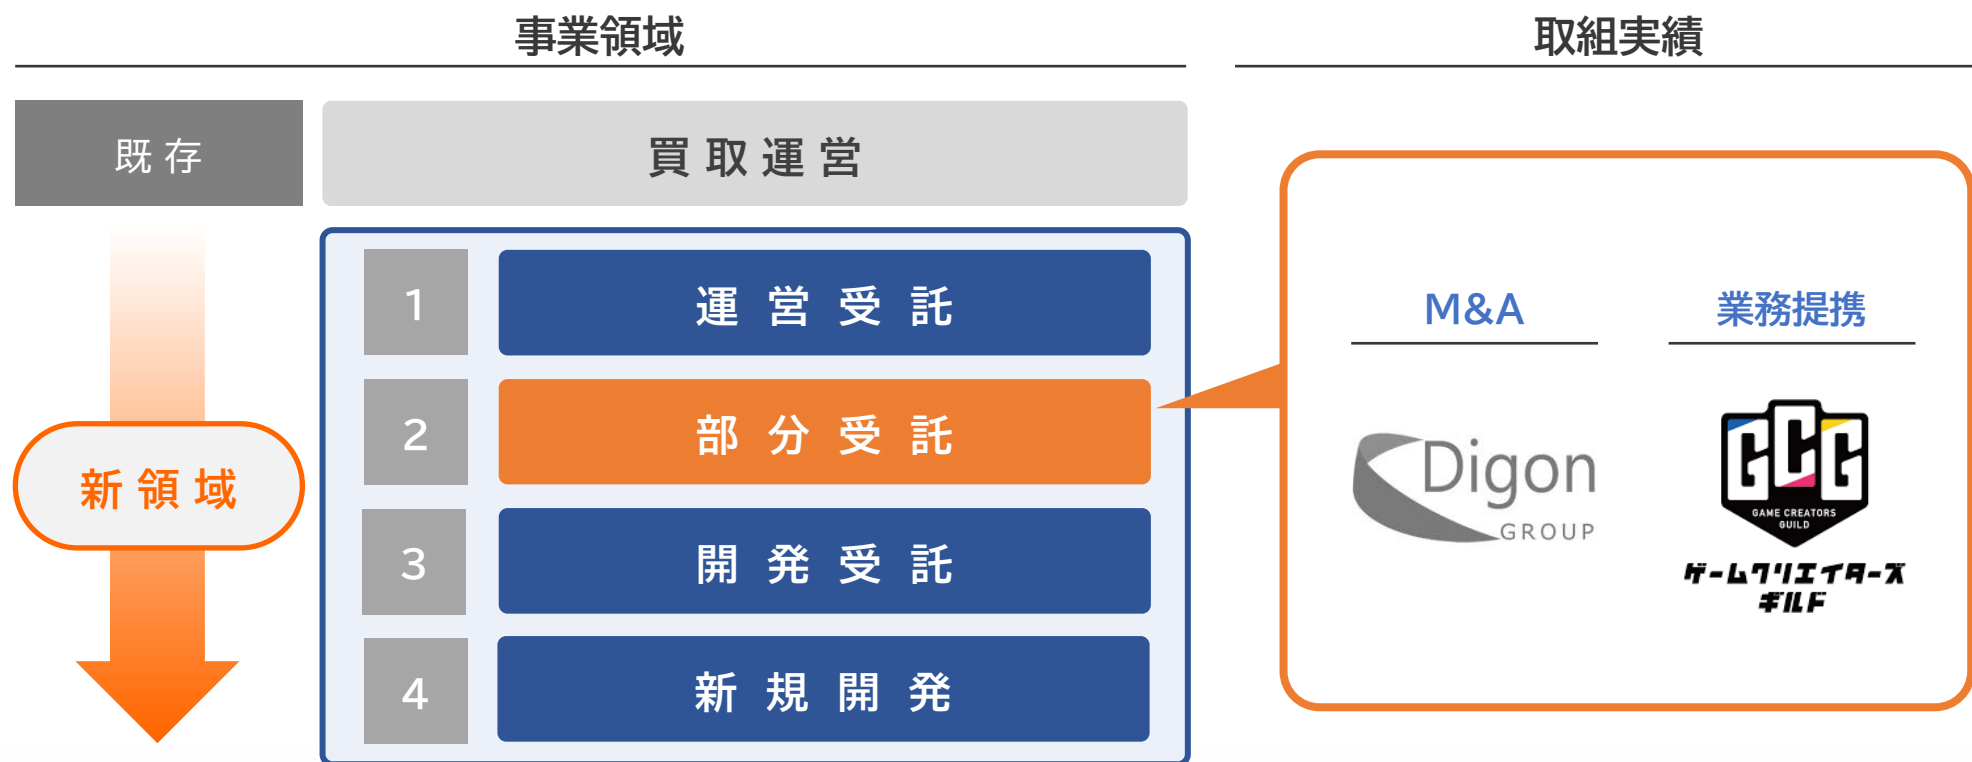 事業領域
取組実績
既存
買取運営
新領域
1
運営受託
2
部分受託
3
開発受託
4
新規開発
M&A
業務提携
Digon
GROUP
GCG
GAME CREATORS
GUILD
ゲームクリエイターズ
ギルド